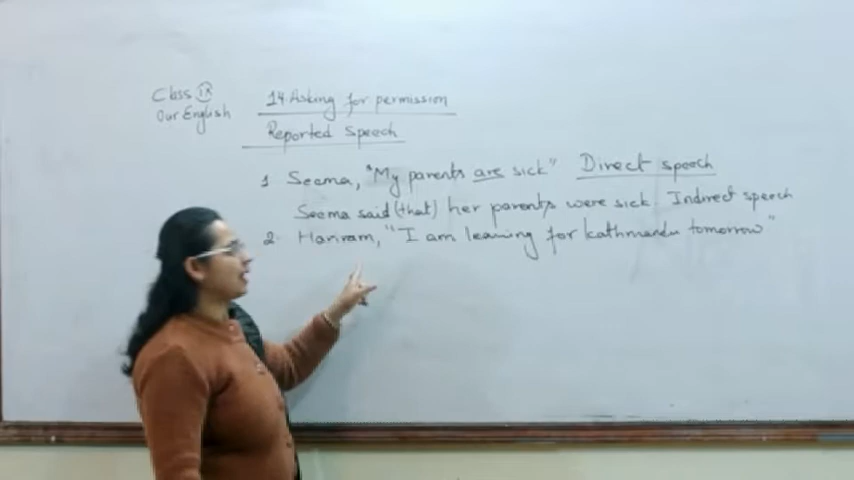 Class IX
Our English
14. Asking for permission
Reported speech
1 Seema, "My parents are sick" Direct speech
Seema said (that) her parents were sick. Indirect speech
2. Hariram, "I am leaving for kathmandu tomorrow"